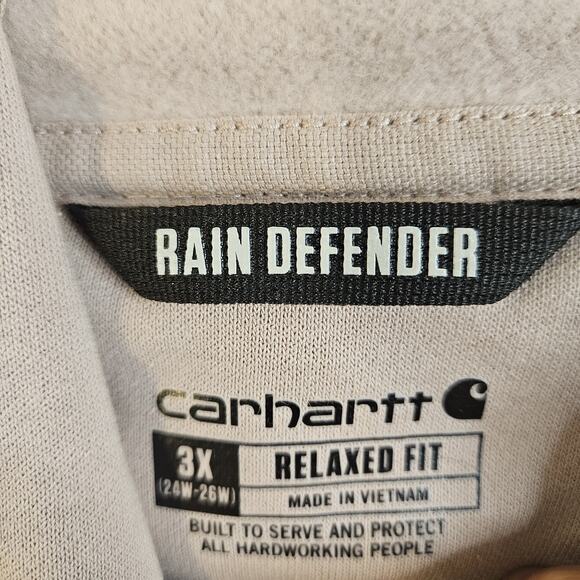 RAIN DEFENDER
carhartt
3X
(24W-26W)
RELAXED FIT
MADE IN VIETNAM
BUILT TO SERVE AND PROTECT
ALL HARDWORKING PEOPLE